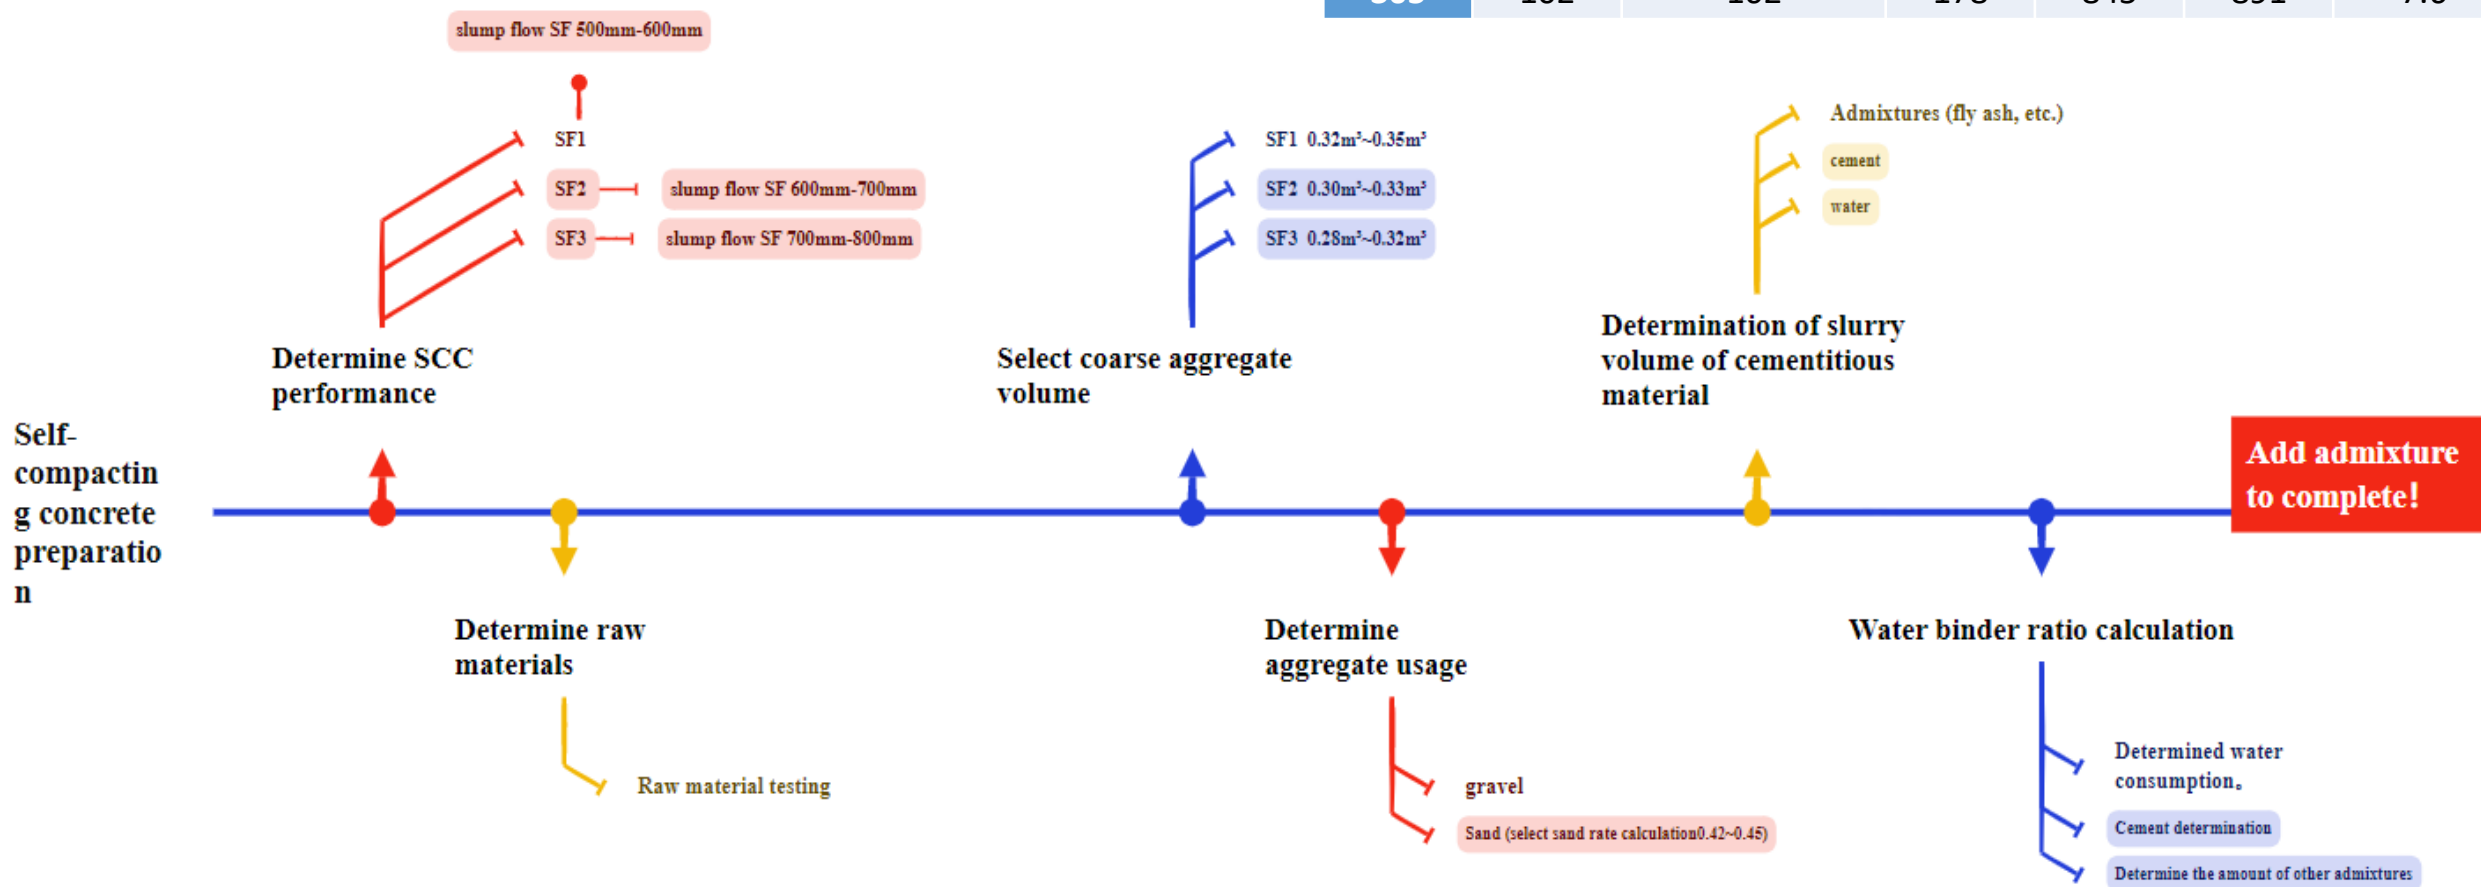 slump flow SF 500mm-600mm
SF1
SF2
slump flow SF 600mm-700mm
SF3
slump flow SF 700mm-800mm
Determine SCC
performance
SF1 0.32m³~0.35m³
SF2 0.30m³~0.33m³
SF3 0.28m³~0.32m³
Select coarse aggregate
volume
Admixtures (fly ash, etc.)
cement
water
Determination of slurry
volume of cementitious
material
Self-
compactin
g concrete
preparatio
n
Add admixture
to complete!
Determine raw
materials
Raw material testing
Determine
aggregate usage
gravel
Sand (select sand rate calculation0.42~0.45)
Water binder ratio calculation
Determined water
consumption。
Cement determination
Determine the amount of other admixtures